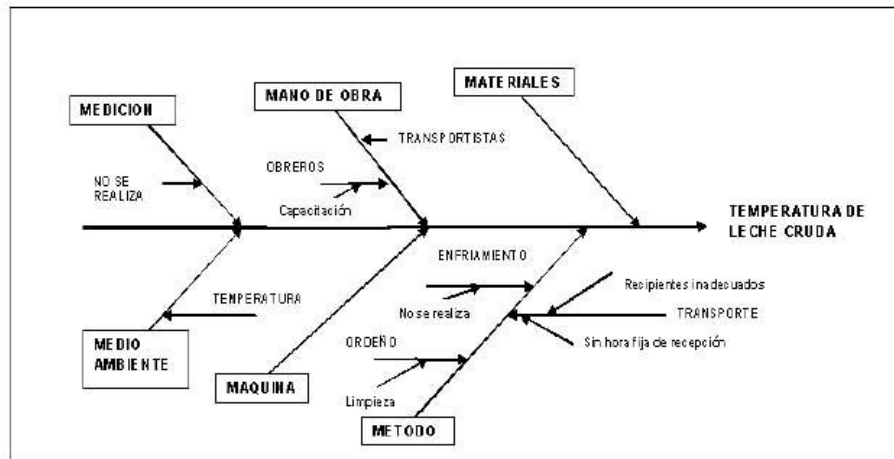 MATERIALES
MANO DE OBRA
MEDICION
TRANSPORTISTAS
OBREROS
NO SE
REALIZA
Capacitación
TEMPERATURA DE
LECHE CRUDA
ENFRIAMIENTO
Recipientes inadecuados
TEMPERATURA
No se realiza
TRANSPORTE
ORDEÑO
Sin hora fija de recepción
MEDIO
AMBIENTE
MAQUINA
Limpieza
METODO